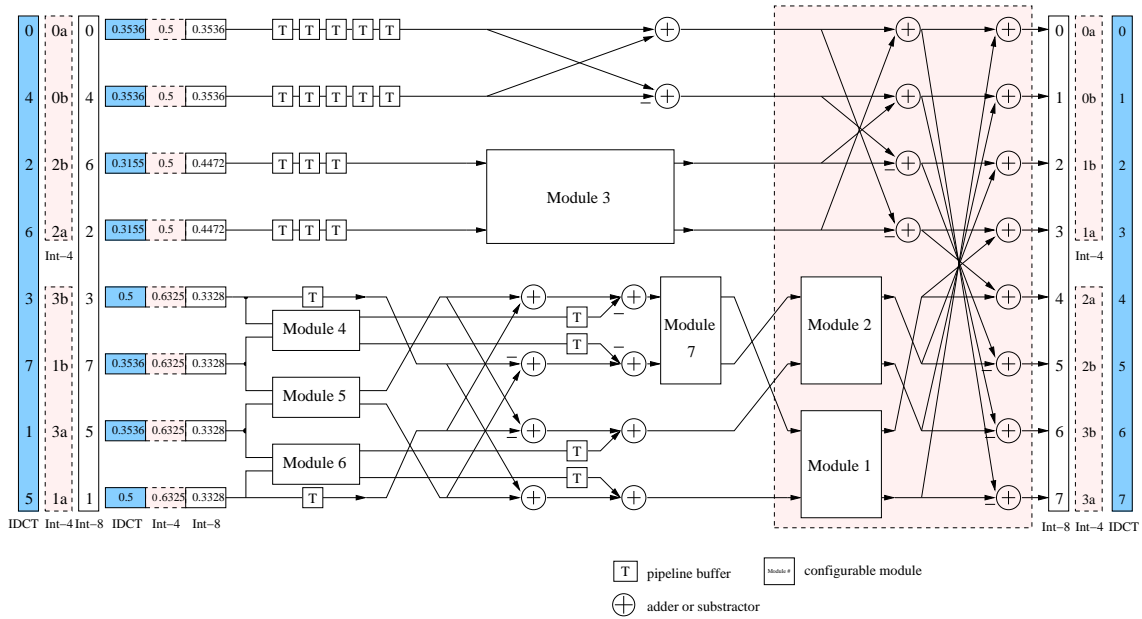 0 0a 0 0.3536 0.5 0.3536 T T T T T + + + 0 0a 0
4 0b 4 0.3536 0.5 0.3536 T T T T T − + + + 1 0b 1
2 2b 6 0.3155 0.5 0.4472 T T T − + + 2 1b 2
Module 3
6 2a 2 0.3155 0.5 0.4472 T T T − + + 3 1a 3
Int−4 Int−4
3 3b 3 0.5 0.6325 0.3328 T + + − + 4 2a 4
Module 4 T Module Module 2
7 1b 7 0.3536 0.6325 0.3328 T − + − + 7 − + 5 2b 5
Module 5
1 3a 5 0.3536 0.6325 0.3328 − + + − + 6 3b 6
Module 6 T Module 1
5 1a 1 0.5 0.6325 0.3328 T T + + − + 7 3a 7
IDCT Int−4 Int−8 IDCT Int−4 Int−8 Int−8 Int−4 IDCT
T pipeline buffer Module # configurable module
+ adder or substractor